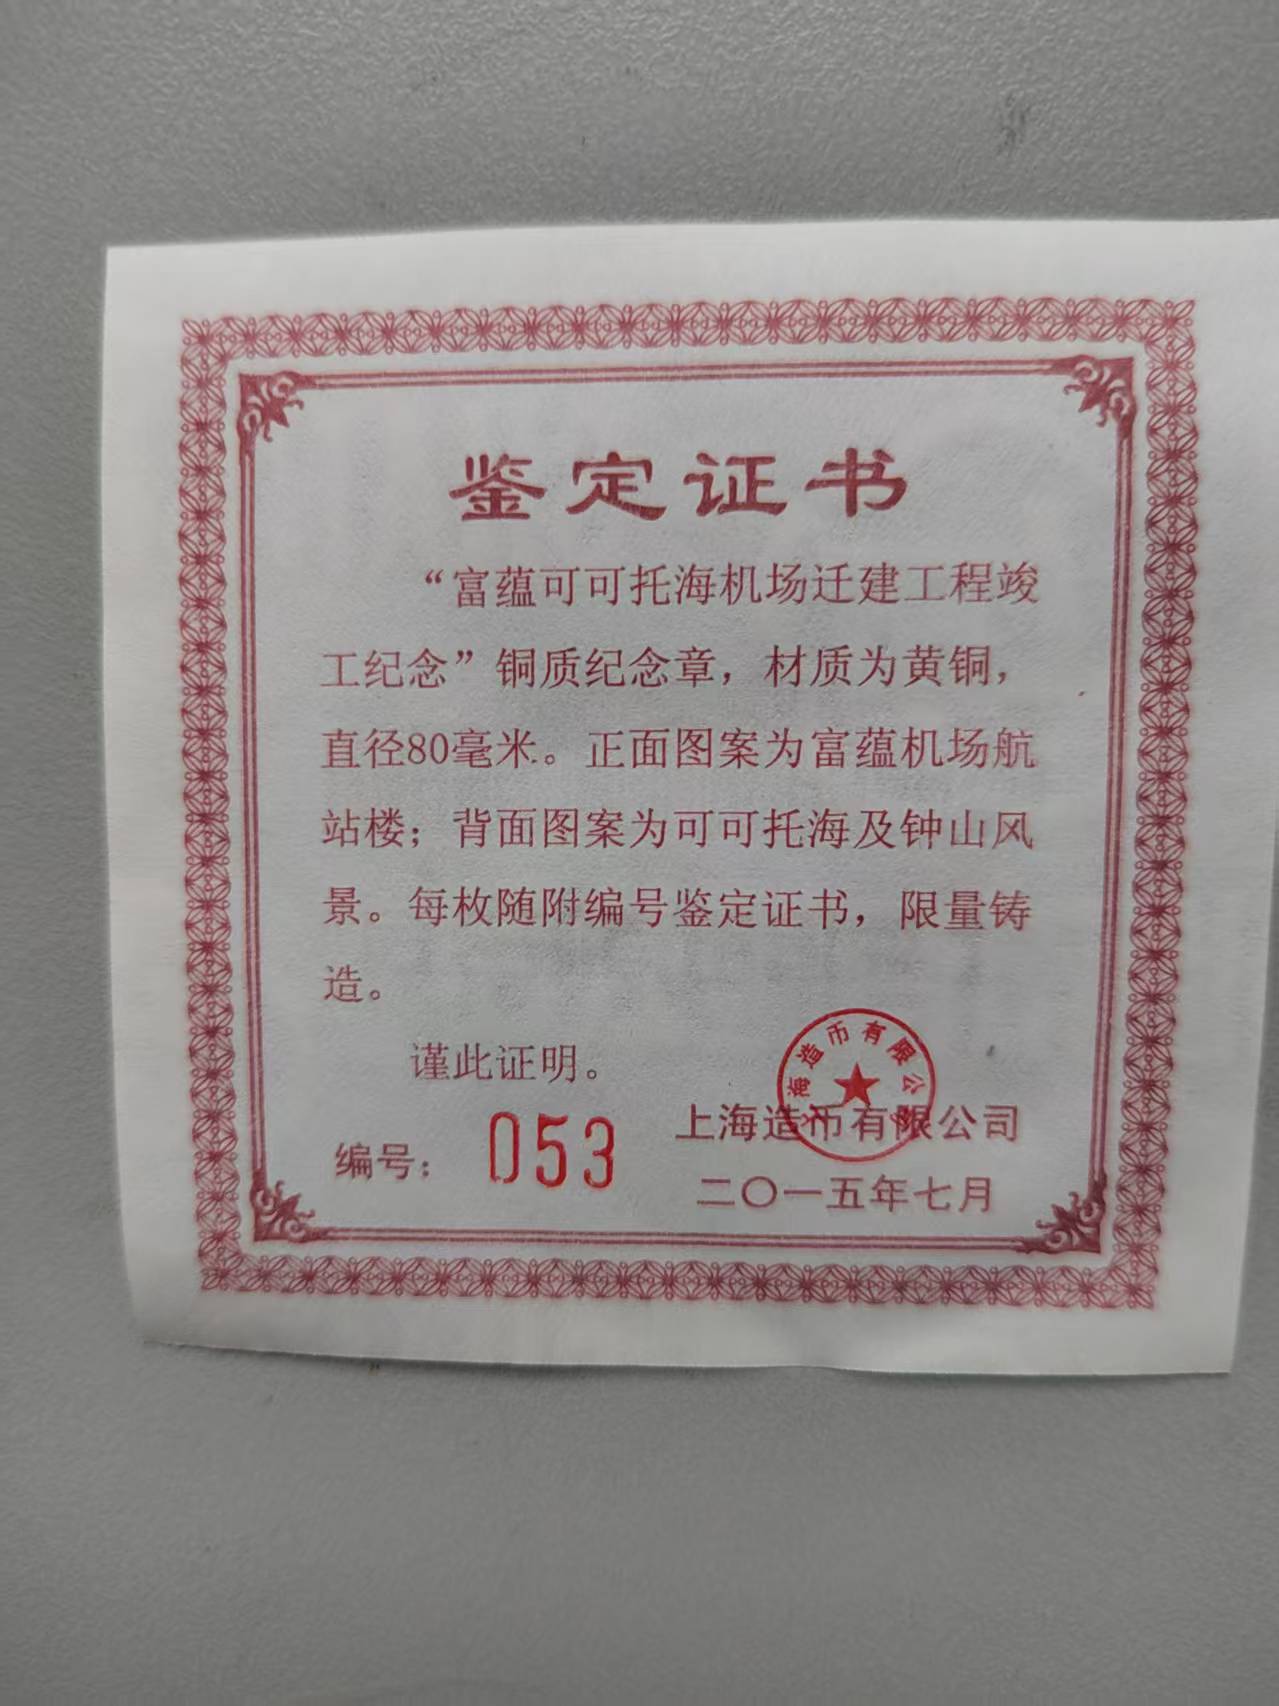 鉴定证书
“富蕴可可托海机场迁建工程竣
工纪念”铜质纪念章，材质为黄铜，
直径80毫米。正面图案为富蕴机场航
站楼；背面图案为可可托海及钟山风
景。每枚随附编号鉴定证书，限量铸
造。
谨此证明。
上海造币有限公司
编号：053
上海造币有限公司
二〇一五年七月